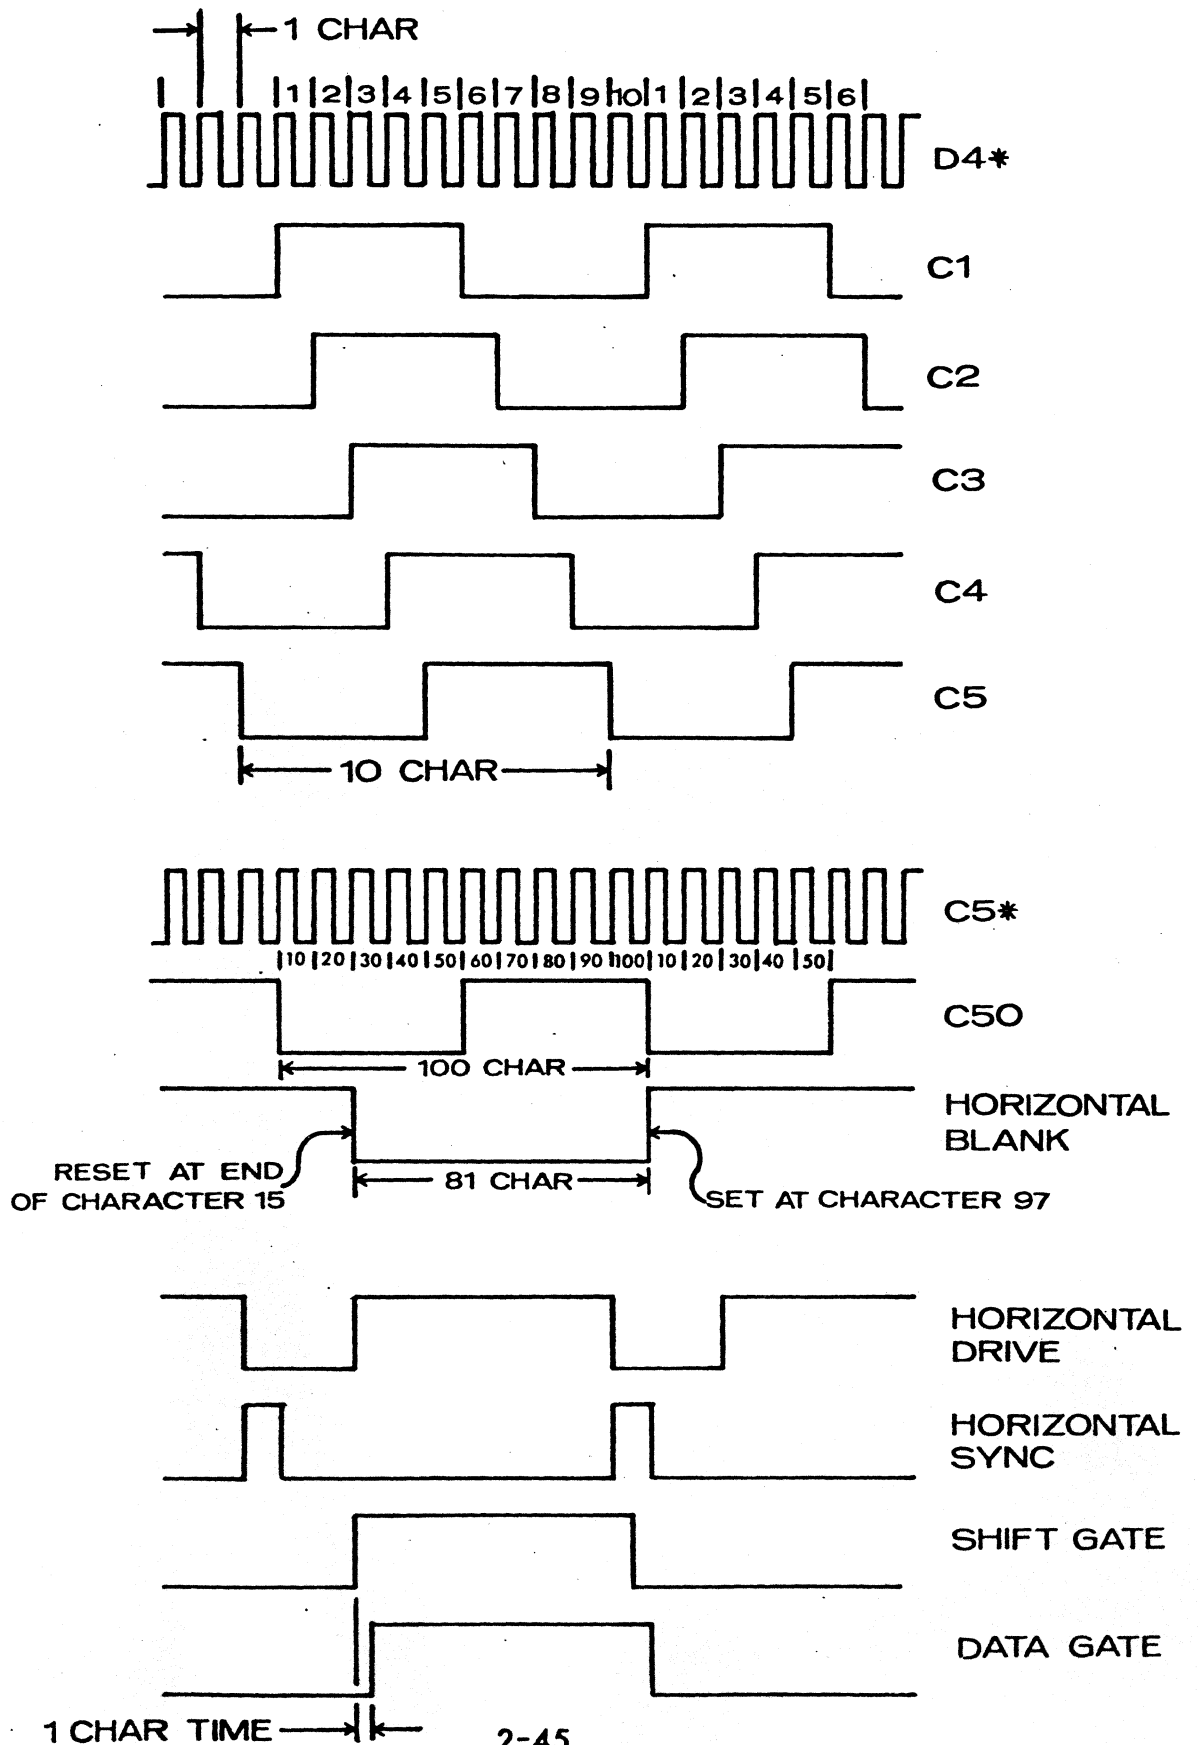 1 CHAR
1 2 3 4 5 6 7 8 9 10 1 2 3 4 5 6
D4*
C1
C2
C3
C4
C5
10 CHAR
C5*
10 20 30 40 50 60 70 80 90 100 10 20 30 40 50
C50
100 CHAR
HORIZONTAL
BLANK
RESET AT END
OF CHARACTER 15
81 CHAR
SET AT CHARACTER 97
HORIZONTAL
DRIVE
HORIZONTAL
SYNC
SHIFT GATE
DATA GATE
1 CHAR TIME
2-45